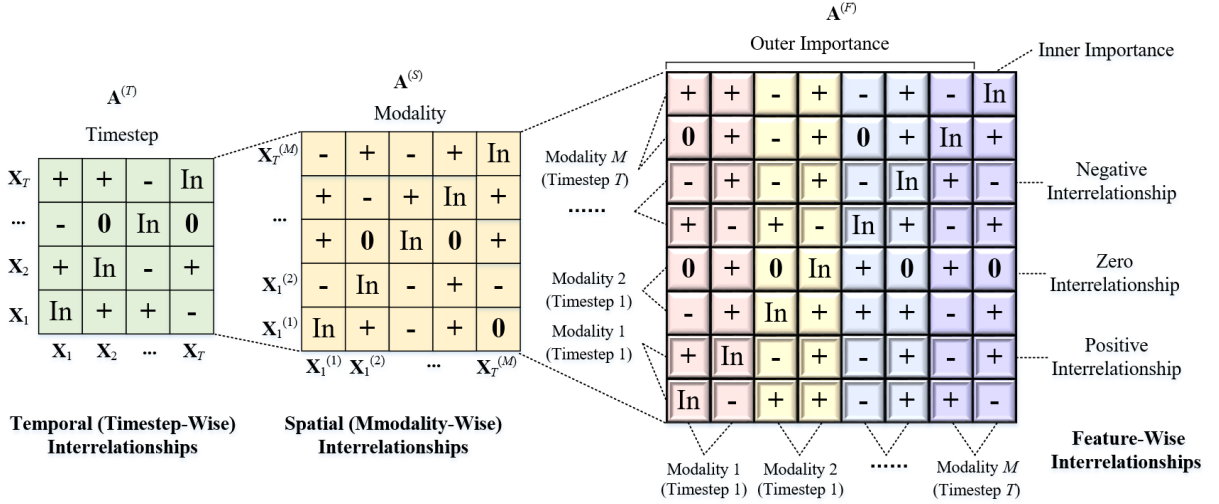 A(T)
Timestep
X_T + + - In
... - 0 In 0
X_2 + In - +
X_1 In + + -
X_1 X_2 ... X_T
Temporal (Timestep-Wise)
Interrelationships
A(S)
Modality
X_T(M) - + - + In
+ - + In +
... + 0 In 0 +
X_1(2) - In - + -
X_1(1) In + - + 0
X_1(1) X_1(2) ... X_T(M)
Spatial (Mmodality-Wise)
Interrelationships
A(F)
Outer Importance
Inner Importance
+ + - + - + - In
0 + - + 0 + In +
- + - + - In + -
+ - + - In + - +
0 + 0 In + 0 + 0
- + In + + + - +
+ In - + - + - +
In - + + - + + -
Modality M
(Timestep T)
......
Modality 2
(Timestep 1)
Modality 1
(Timestep 1)
Negative
Interrelationship
Zero
Interrelationship
Positive
Interrelationship
Modality 1
(Timestep 1)
Modality 2
(Timestep 1)
......
Modality M
(Timestep T)
Feature-Wise
Interrelationships